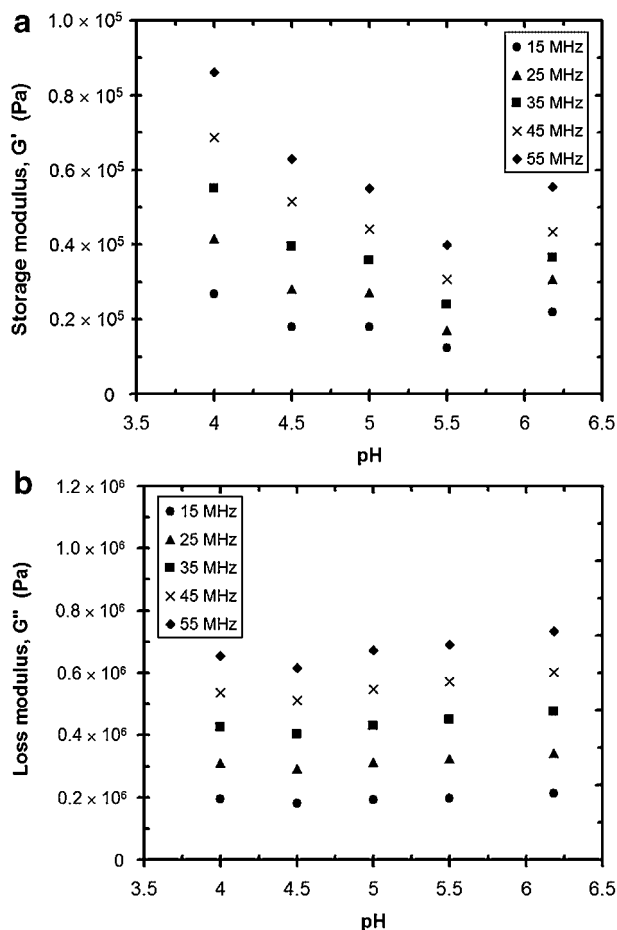 a
1.0 × 10⁵
0.8 × 10⁵
0.6 × 10⁵
0.4 × 10⁵
0.2 × 10⁵
0
Storage modulus, G' (Pa)
15 MHz
25 MHz
35 MHz
45 MHz
55 MHz
3.5 4 4.5 5 5.5 6 6.5
pH
b
1.2 × 10⁶
1.0 × 10⁶
0.8 × 10⁶
0.6 × 10⁶
0.4 × 10⁶
0.2 × 10⁶
0
Loss modulus, G'' (Pa)
15 MHz
25 MHz
35 MHz
45 MHz
55 MHz
3.5 4 4.5 5 5.5 6 6.5
pH